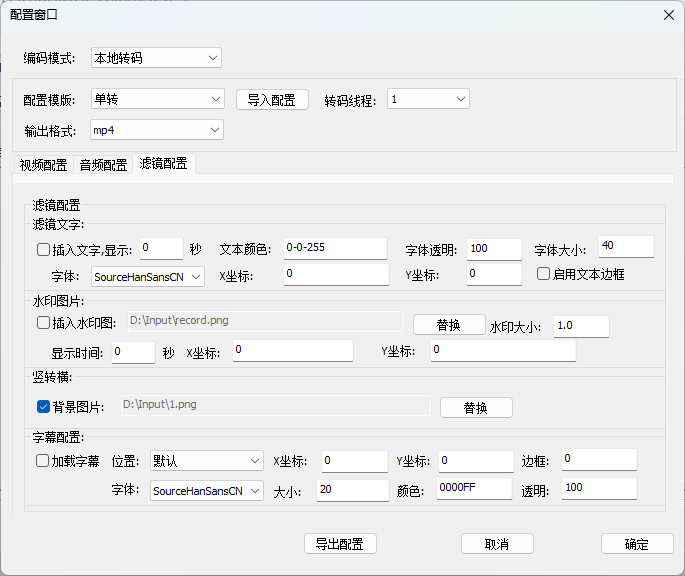 配置窗口
编码模式: 本地转码
配置模版: 单转 导入配置 转码线程: 1
输出格式: mp4
视频配置 音频配置 滤镜配置
滤镜配置
滤镜文字:
插入文字,显示: 0 秒 文本颜色: 0-0-255 字体透明: 100 字体大小: 40
字体: SourceHanSansCN X坐标: 0 Y坐标: 0 启用文本边框
水印图片:
插入水印图: D:\Input\record.png 替换 水印大小: 1.0
显示时间: 0 秒 X坐标: 0 Y坐标: 0
竖转横:
背景图片: D:\Input\1.png 替换
字幕配置:
加载字幕 位置: 默认 X坐标: 0 Y坐标: 0 边框: 0
字体: SourceHanSansCN 大小: 20 颜色: 0000FF 透明: 100
导出配置 取消 确定